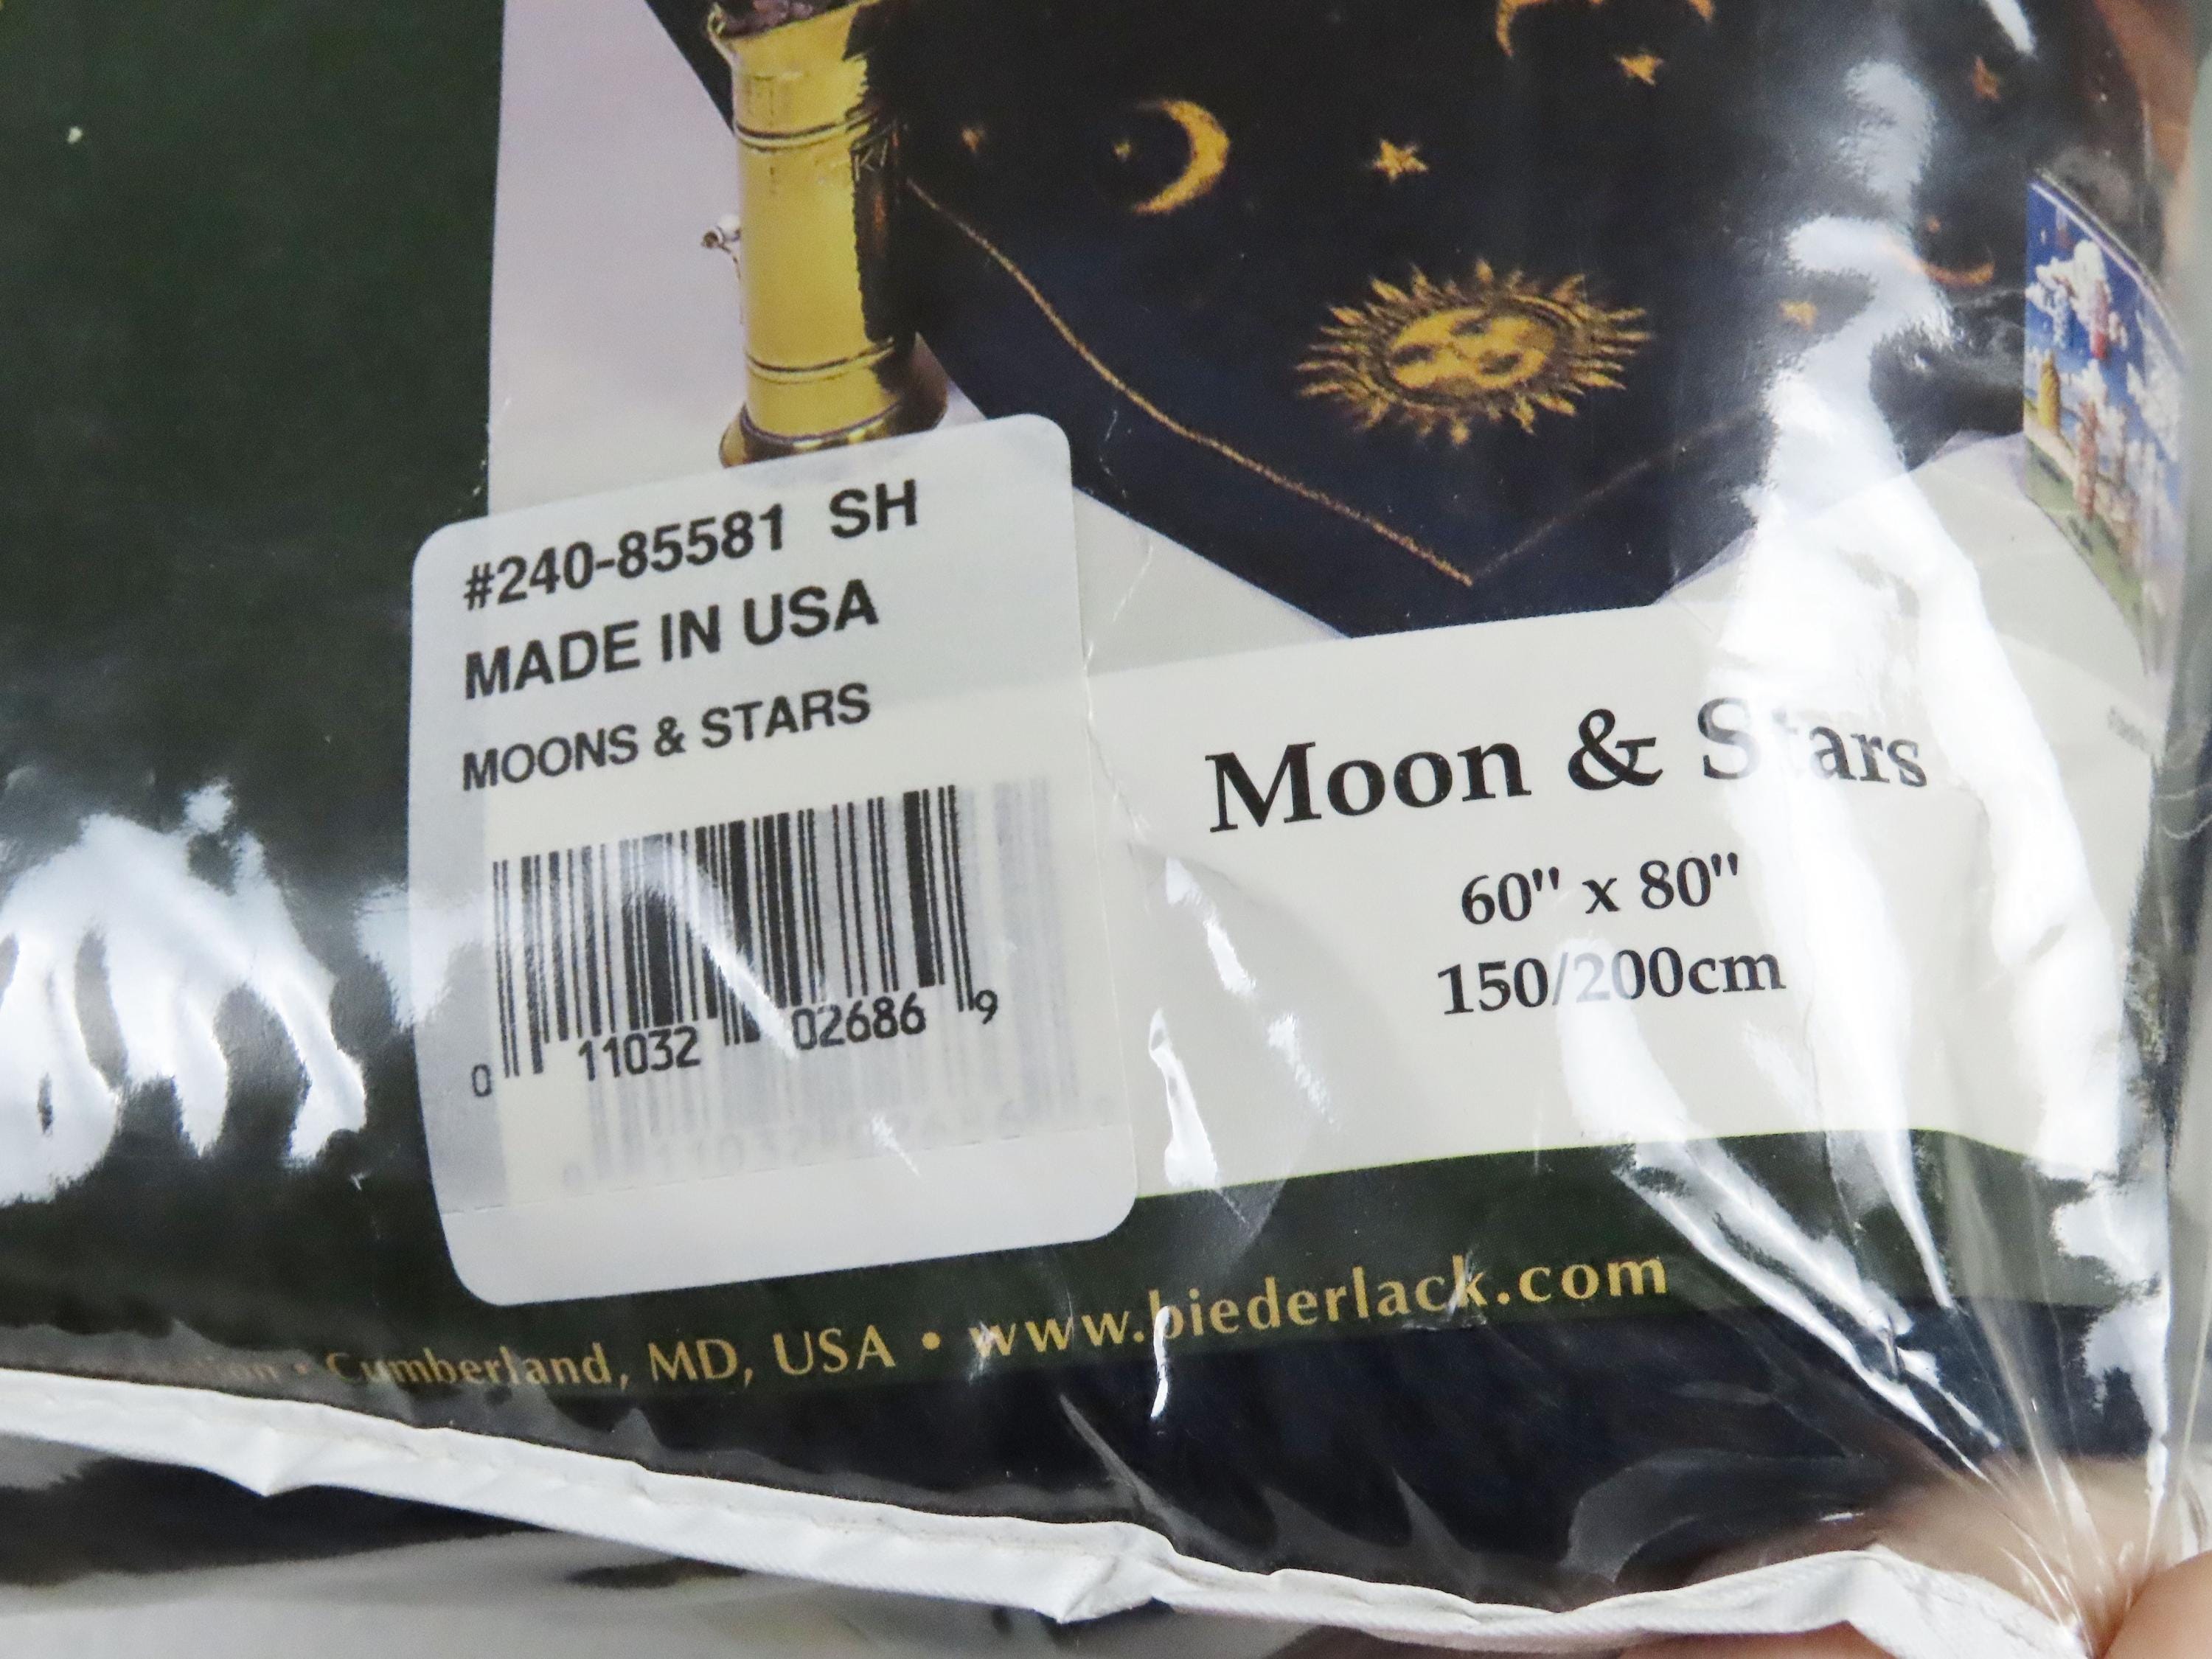 #240-85581 SH
MADE IN USA
MOONS & STARS
0 11032 02686 9
Moon & Stars
60" x 80"
150/200cm
Cumberland, MD, USA • www.biederlack.com